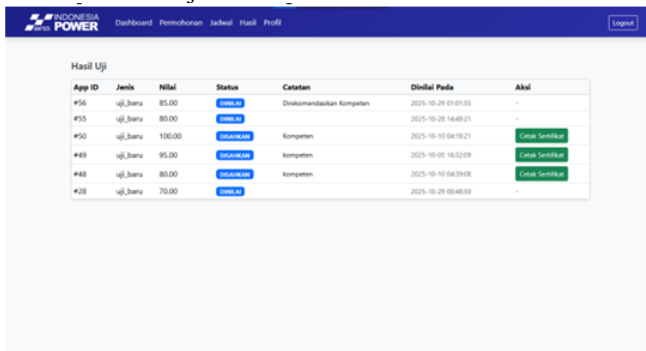 INDONESIA
POWER Dashboard Permohonan Jadwal Hasil Profil Logout
Hasil Uji
App ID Jenis Nilai Status Catatan Dinilai Pada Aksi
#56 uji_baru 85.00 DINILAI Direkomendasikan Kompeten 2025-10-29 01:01:55 -
#55 uji_baru 80.00 DINILAI 2025-10-28 14:48:21 -
#50 uji_baru 100.00 DISAHKAN Kompeten 2025-10-10 04:18:21 Cetak Sertifikat
#49 uji_baru 95.00 DISAHKAN kompeten 2025-10-05 16:32:09 Cetak Sertifikat
#48 uji_baru 80.00 DISAHKAN kompeten 2025-10-10 04:39:08 Cetak Sertifikat
#28 uji_baru 70.00 DINILAI 2025-10-29 00:48:50 -